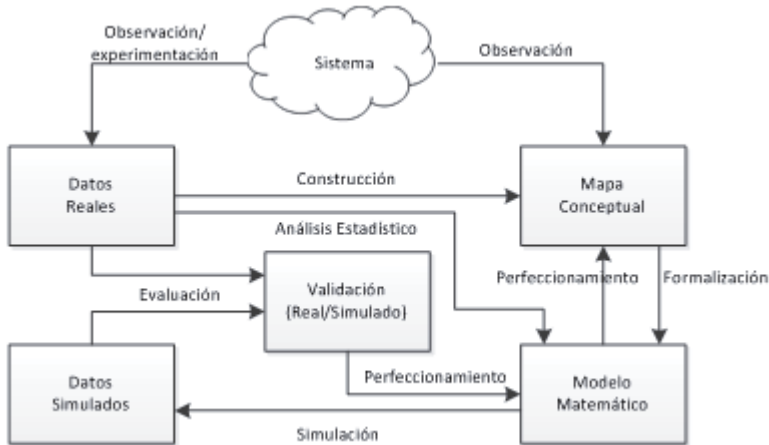 Observación/
experimentación
Sistema
Observación
Datos
Reales
Construcción
Mapa
Conceptual
Análisis Estadístico
Validación
{Real/Simulado}
Perfeccionamiento
Formalización
Evaluación
Datos
Simulados
Perfeccionamiento
Modelo
Matemático
Simulación